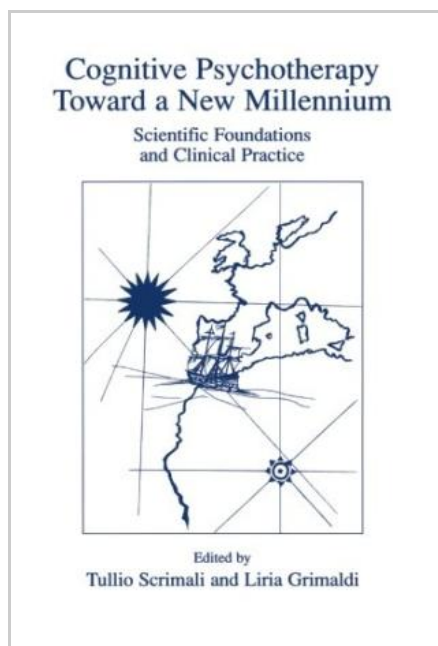 Cognitive Psychotherapy
Toward a New Millennium
Scientific Foundations
and Clinical Practice
Edited by
Tullio Scrimali and Liria Grimaldi